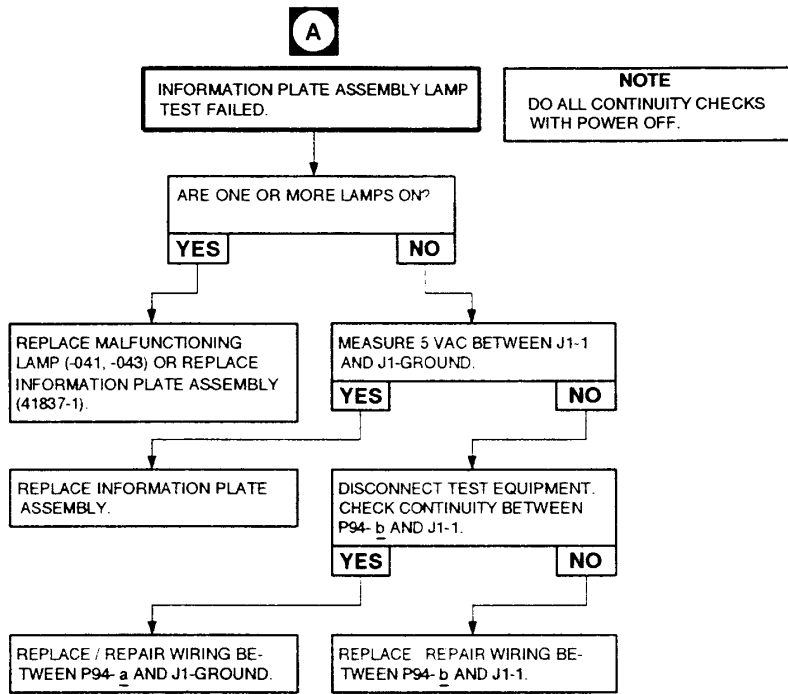 A
INFORMATION PLATE ASSEMBLY LAMP
TEST FAILED.
NOTE
DO ALL CONTINUITY CHECKS
WITH POWER OFF.
ARE ONE OR MORE LAMPS ON?
YES
NO
REPLACE MALFUNCTIONING
LAMP (-041, -043) OR REPLACE
INFORMATION PLATE ASSEMBLY
(41837-1).
MEASURE 5 VAC BETWEEN J1-1
AND J1-GROUND.
YES
NO
REPLACE INFORMATION PLATE
ASSEMBLY.
DISCONNECT TEST EQUIPMENT.
CHECK CONTINUITY BETWEEN
P94- b AND J1-1.
YES
NO
REPLACE / REPAIR WIRING BE-
TWEEN P94- a AND J1-GROUND.
REPLACE REPAIR WIRING BE-
TWEEN P94- b AND J1-1.